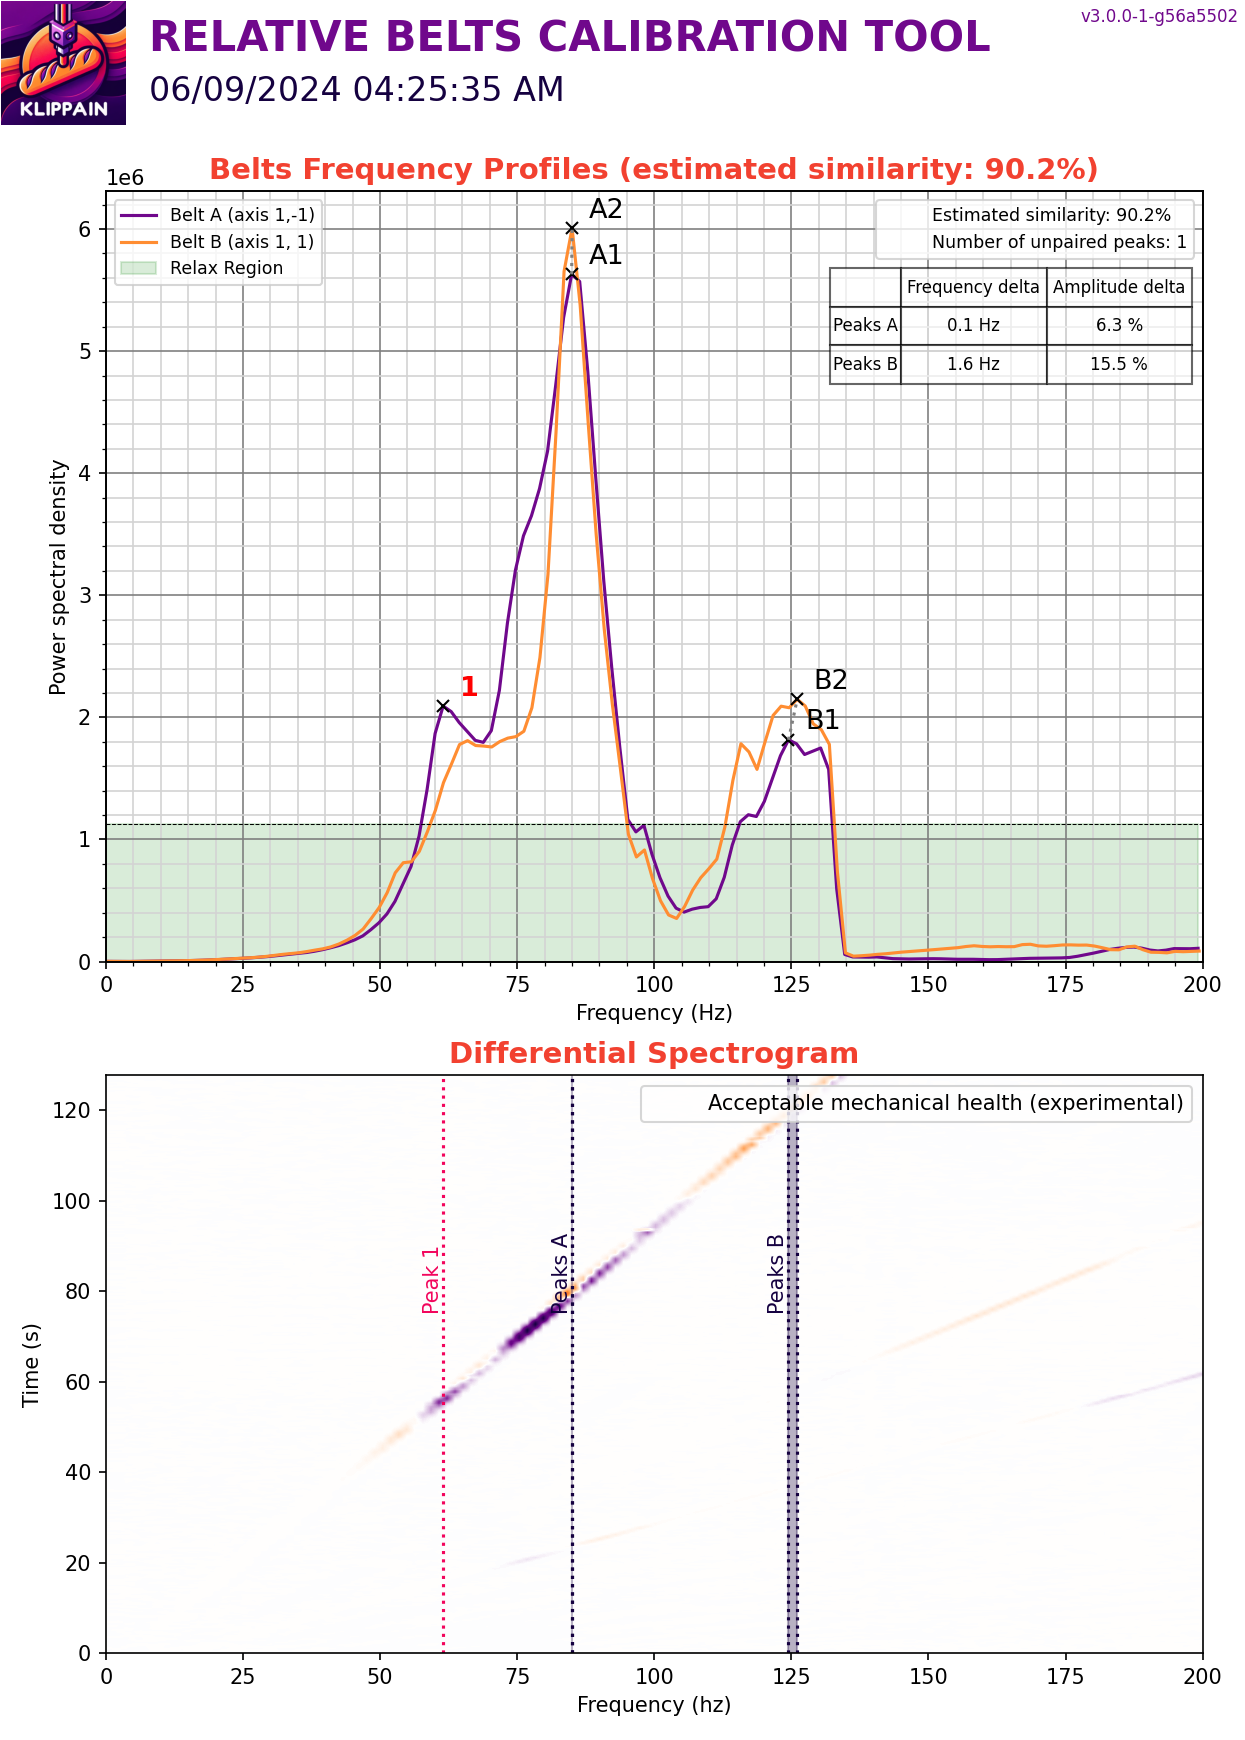 KLIPPAIN
RELATIVE BELTS CALIBRATION TOOL
v3.0.0-1-g56a5502
06/09/2024 04:25:35 AM
Belts Frequency Profiles (estimated similarity: 90.2%)
1e6
Belt A (axis 1,-1)
Belt B (axis 1, 1)
Relax Region
A2
A1
Estimated similarity: 90.2%
Number of unpaired peaks: 1
Frequency delta Amplitude delta
Peaks A 0.1 Hz 6.3 %
Peaks B 1.6 Hz 15.5 %
1
B2
B1
6
5
4
3
2
1
0
Power spectral density
0 25 50 75 100 125 150 175 200
Frequency (Hz)
Differential Spectrogram
Acceptable mechanical health (experimental)
Peak 1
Peaks A
Peaks B
120
100
80
60
40
20
0
Time (s)
0 25 50 75 100 125 150 175 200
Frequency (hz)